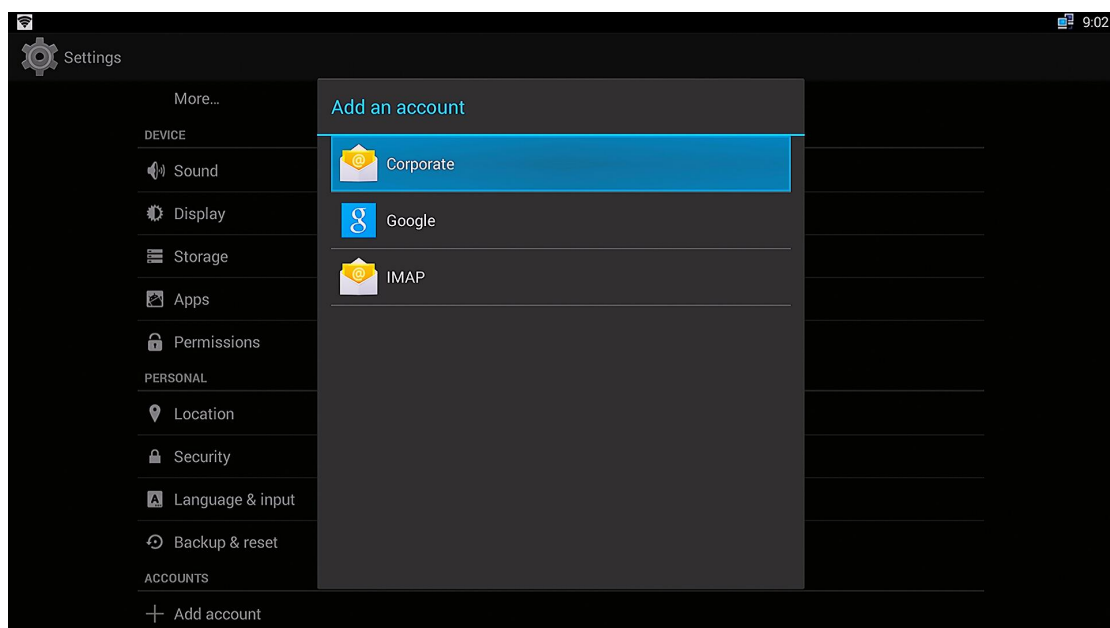 9:02
Settings
More...
DEVICE
Sound
Display
Storage
Apps
Permissions
PERSONAL
Location
Security
Language & input
Backup & reset
ACCOUNTS
Add account
Add an account
@ Corporate
g Google
@ IMAP